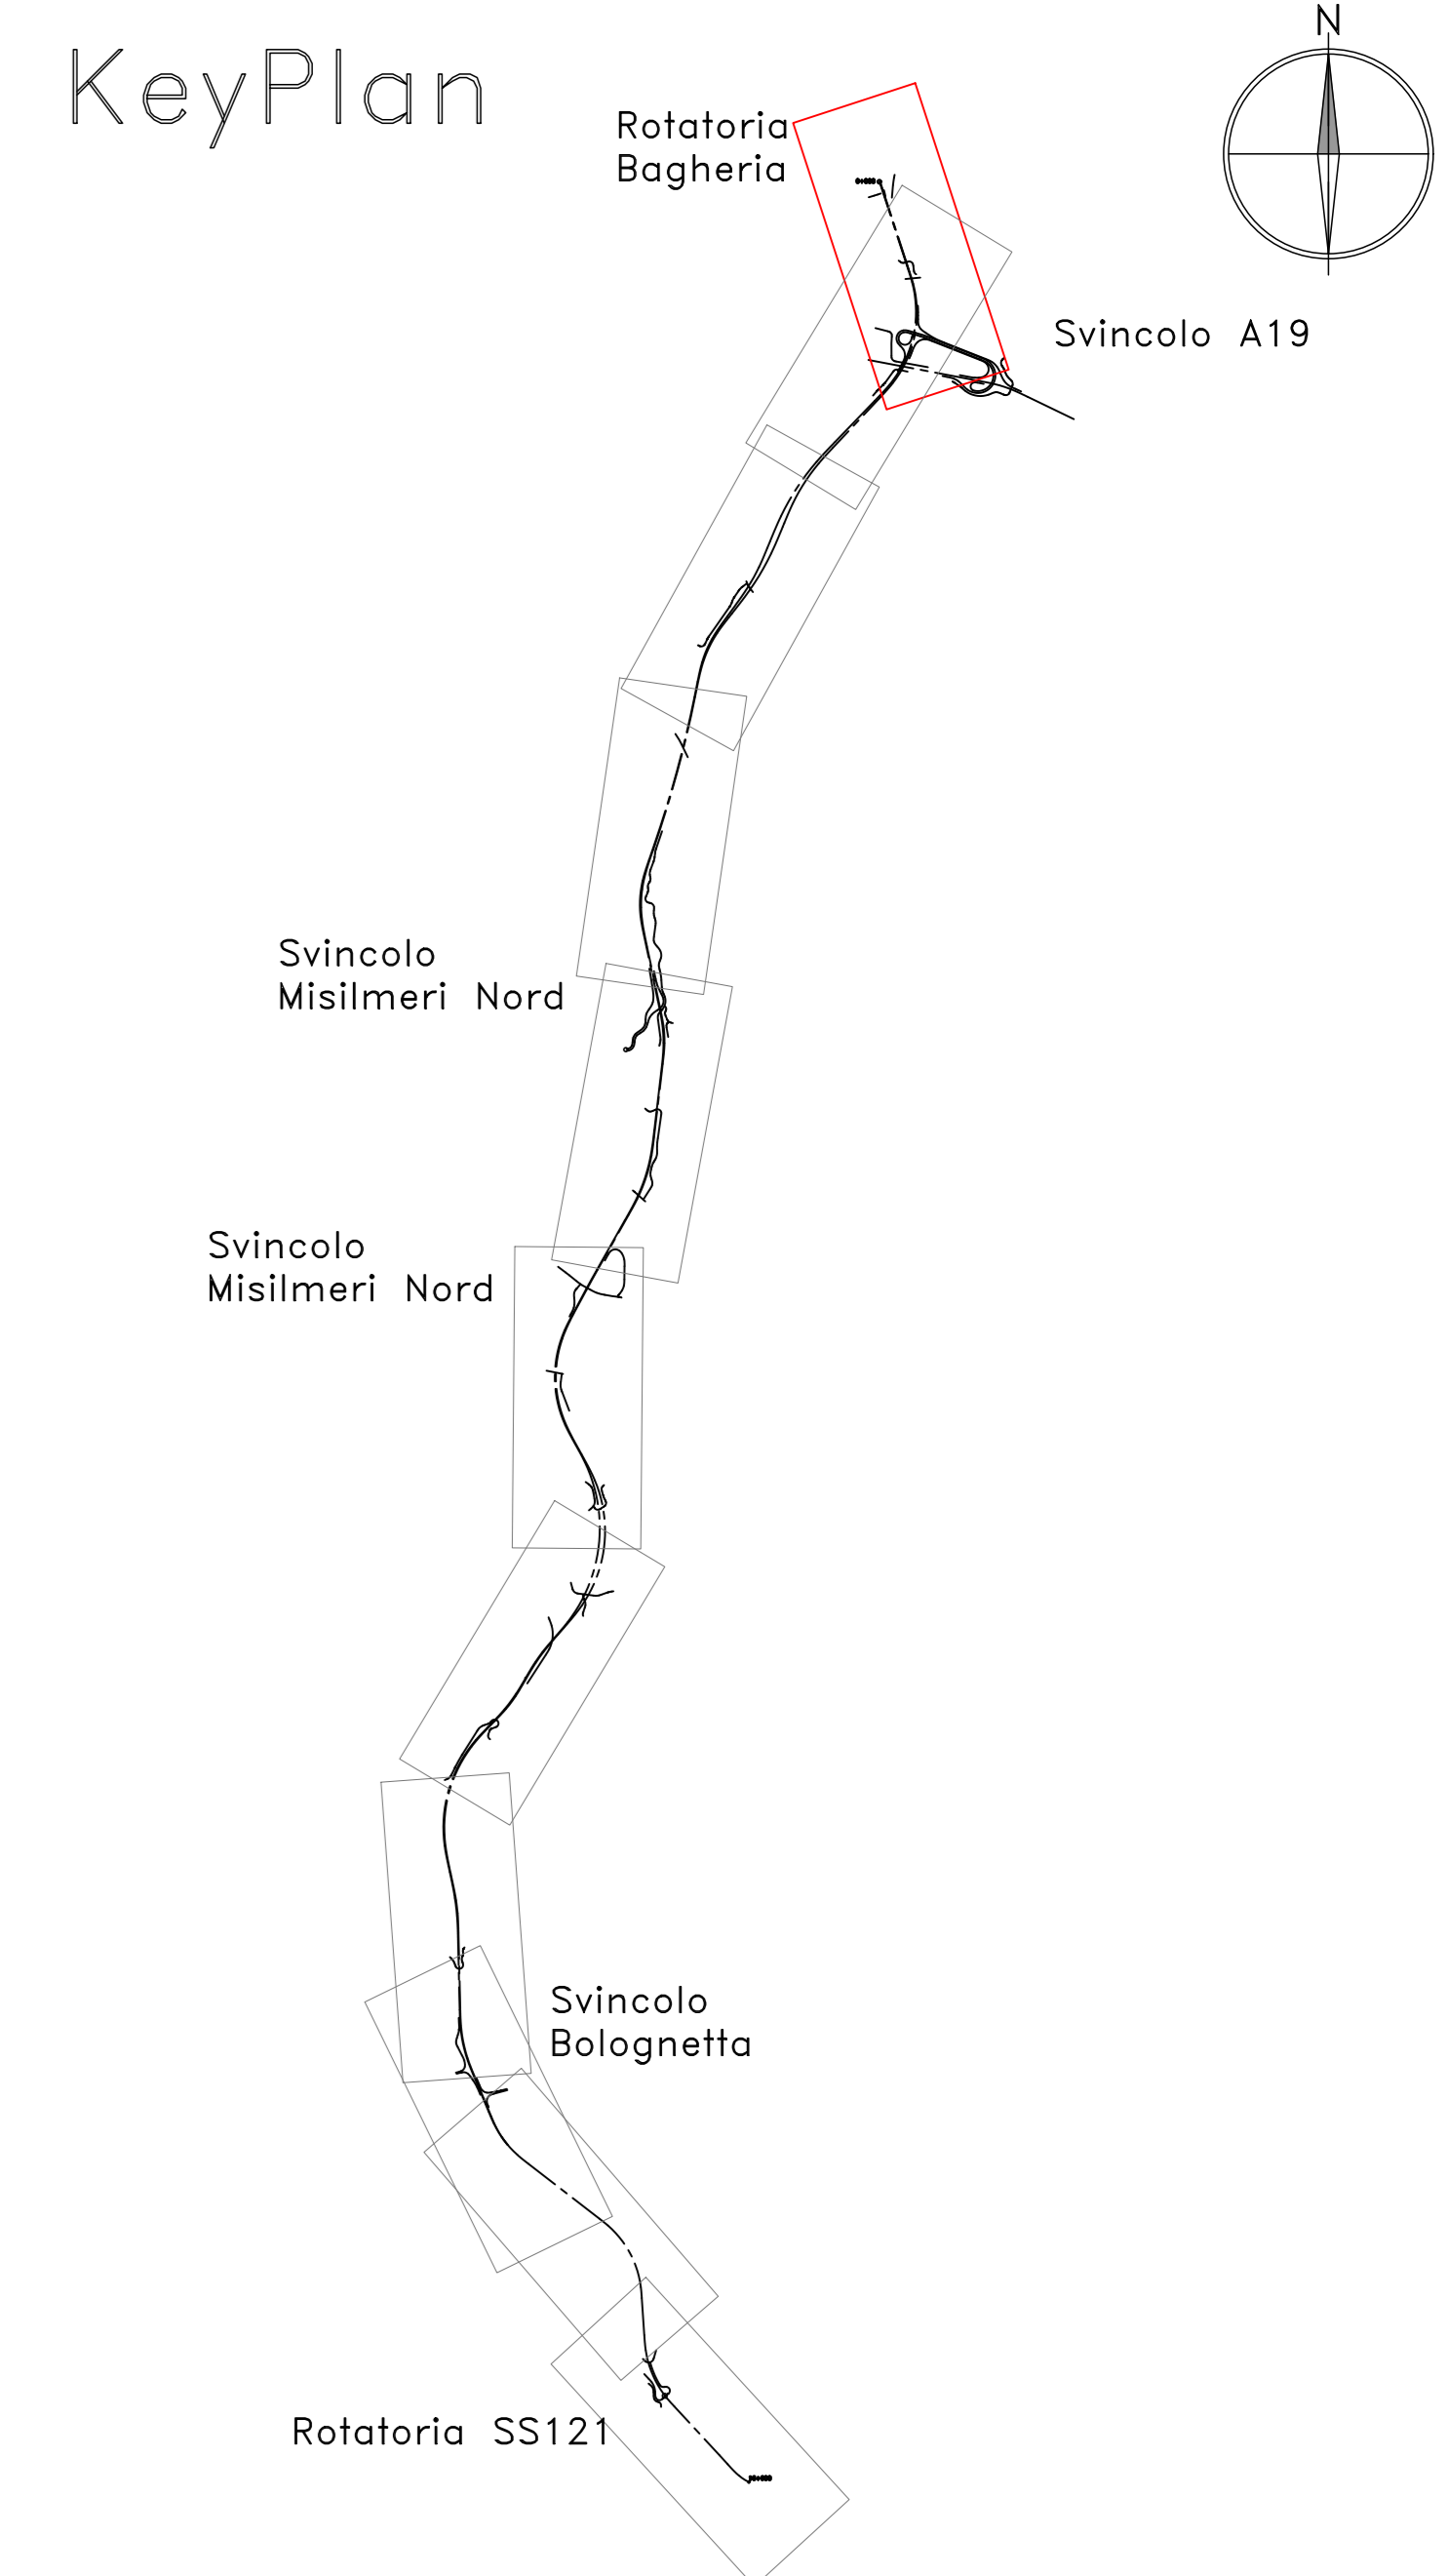 KeyPlan
N
Rotatoria
Bagheria
Svincolo A19
Svincolo
Misilmeri Nord
Svincolo
Misilmeri Nord
Svincolo
Bolognetta
Rotatoria SS121